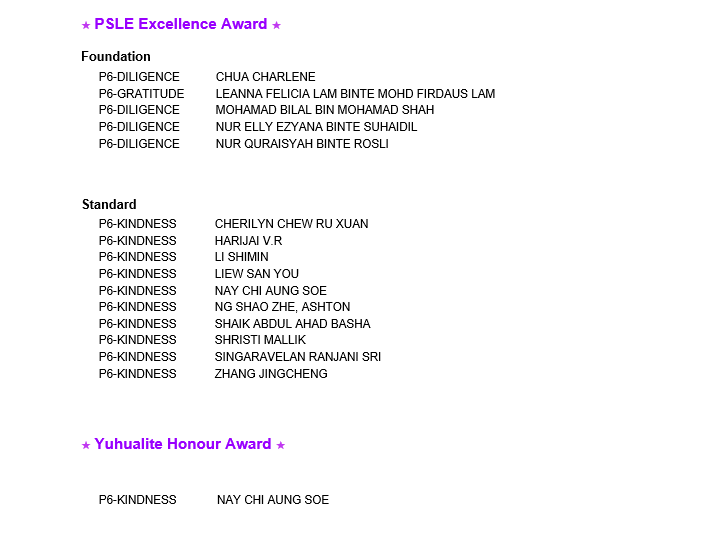 ★ PSLE Excellence Award ★
Foundation
P6-DILIGENCE CHUA CHARLENE
P6-GRATITUDE LEANNA FELICIA LAM BINTE MOHD FIRDAUS LAM
P6-DILIGENCE MOHAMAD BILAL BIN MOHAMAD SHAH
P6-DILIGENCE NUR ELLY EZYANA BINTE SUHAIDIL
P6-DILIGENCE NUR QURAISYAH BINTE ROSLI
Standard
P6-KINDNESS CHERILYN CHEW RU XUAN
P6-KINDNESS HARIJAI V.R
P6-KINDNESS LI SHIMIN
P6-KINDNESS LIEW SAN YOU
P6-KINDNESS NAY CHI AUNG SOE
P6-KINDNESS NG SHAO ZHE, ASHTON
P6-KINDNESS SHAIK ABDUL AHAD BASHA
P6-KINDNESS SHRISTI MALLIK
P6-KINDNESS SINGARAVELAN RANJANI SRI
P6-KINDNESS ZHANG JINGCHENG
★ Yuhualite Honour Award ★
P6-KINDNESS NAY CHI AUNG SOE